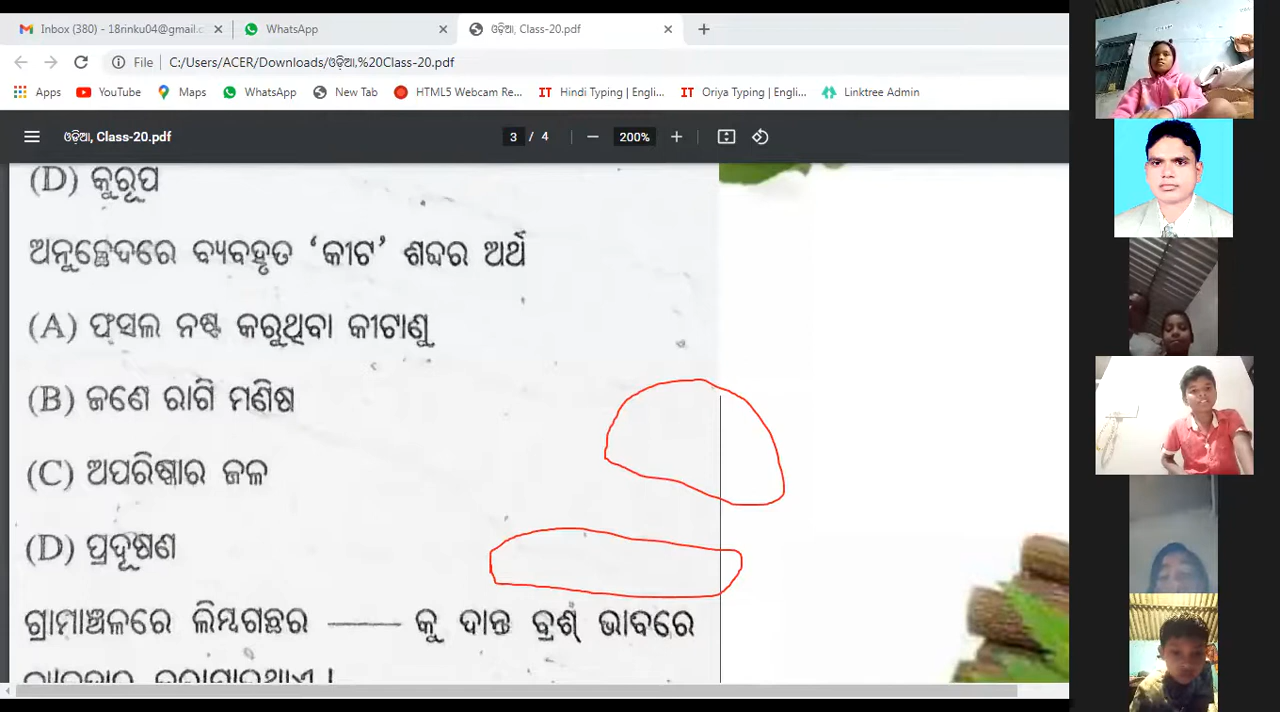 Inbox (380) - 18rinku04@gmail.c
WhatsApp
ଓଡ଼ିଆ, Class-20.pdf
File C:/Users/ACER/Downloads/ଓଡ଼ିଆ,%20Class-20.pdf
Apps YouTube Maps WhatsApp New Tab HTML5 Webcam Re... Hindi Typing | Engli... Oriya Typing | Engli... Linktree Admin
ଓଡ଼ିଆ, Class-20.pdf 3 / 4 200%
(D) କୁରୂପ
ଅନୁଚ୍ଛେଦରେ ବ୍ୟବହୃତ ‘କୀଟ’ ଶବ୍ଦର ଅର୍ଥ
(A) ଫସଲ ନଷ୍ଟ କରୁଥିବା କୀଟାଣୁ
(B) ଜଣେ ରାଗି ମଣିଷ
(C) ଅପରିଷ୍କାର ଜଳ
(D) ପ୍ରଦୂଷଣ
ଗ୍ରାମାଞ୍ଚଳରେ ଲିମ୍ଵଗଛର —— କୁ ଦାନ୍ତ ବ୍ରଶ୍ ଭାବରେ